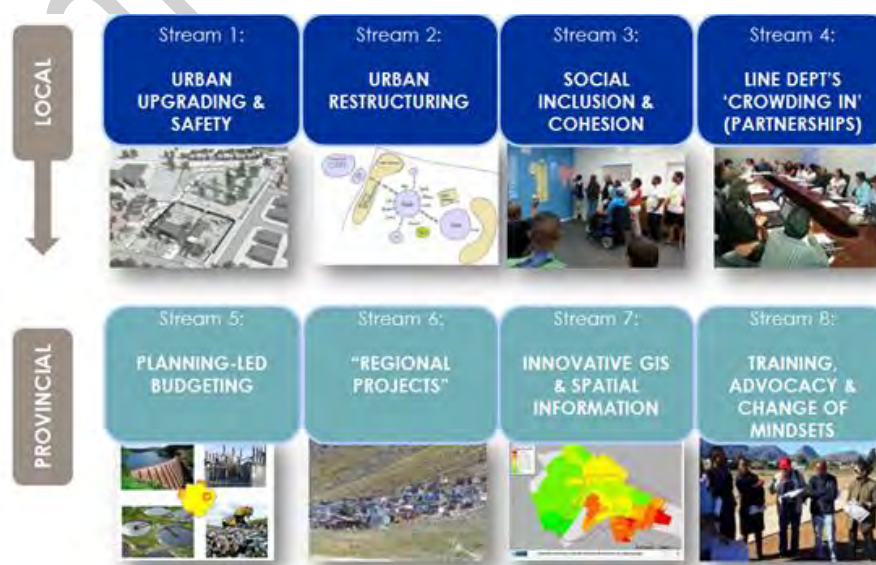 LOCAL
Stream 1:
URBAN
UPGRADING &
SAFETY
Stream 2:
URBAN
RESTRUCTURING
Stream 3:
SOCIAL
INCLUSION &
COHESION
Stream 4:
LINE DEPT'S
'CROWDING IN'
(PARTNERSHIPS)
PROVINCIAL
Stream 5:
PLANNING-LED
BUDGETING
Stream 6:
"REGIONAL
PROJECTS"
Stream 7:
INNOVATIVE GIS
& SPATIAL
INFORMATION
Stream 8:
TRAINING,
ADVOCACY &
CHANGE OF
MINDSETS